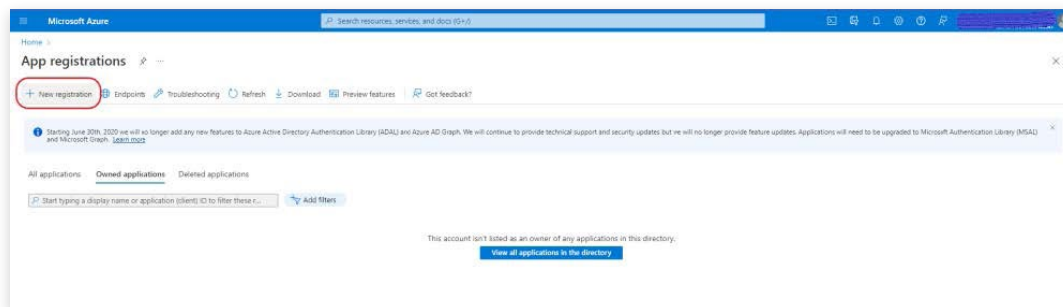 Microsoft Azure
Search resources, services, and docs (G+/)
Home >
App registrations
New registration Endpoints Troubleshooting Refresh Download Preview features Got feedback?
Starting June 30th, 2020 we will no longer add any new features to Azure Active Directory Authentication Library (ADAL) and Azure AD Graph. We will continue to provide technical support and security updates but we will no longer provide feature updates. Applications will need to be upgraded to Microsoft Authentication Library (MSAL)
and Microsoft Graph. Learn more
All applications Owned applications Deleted applications
Start typing a display name or application (client) ID to filter these r... Add filters
This account isn't listed as an owner of any applications in this directory.
View all applications in the directory